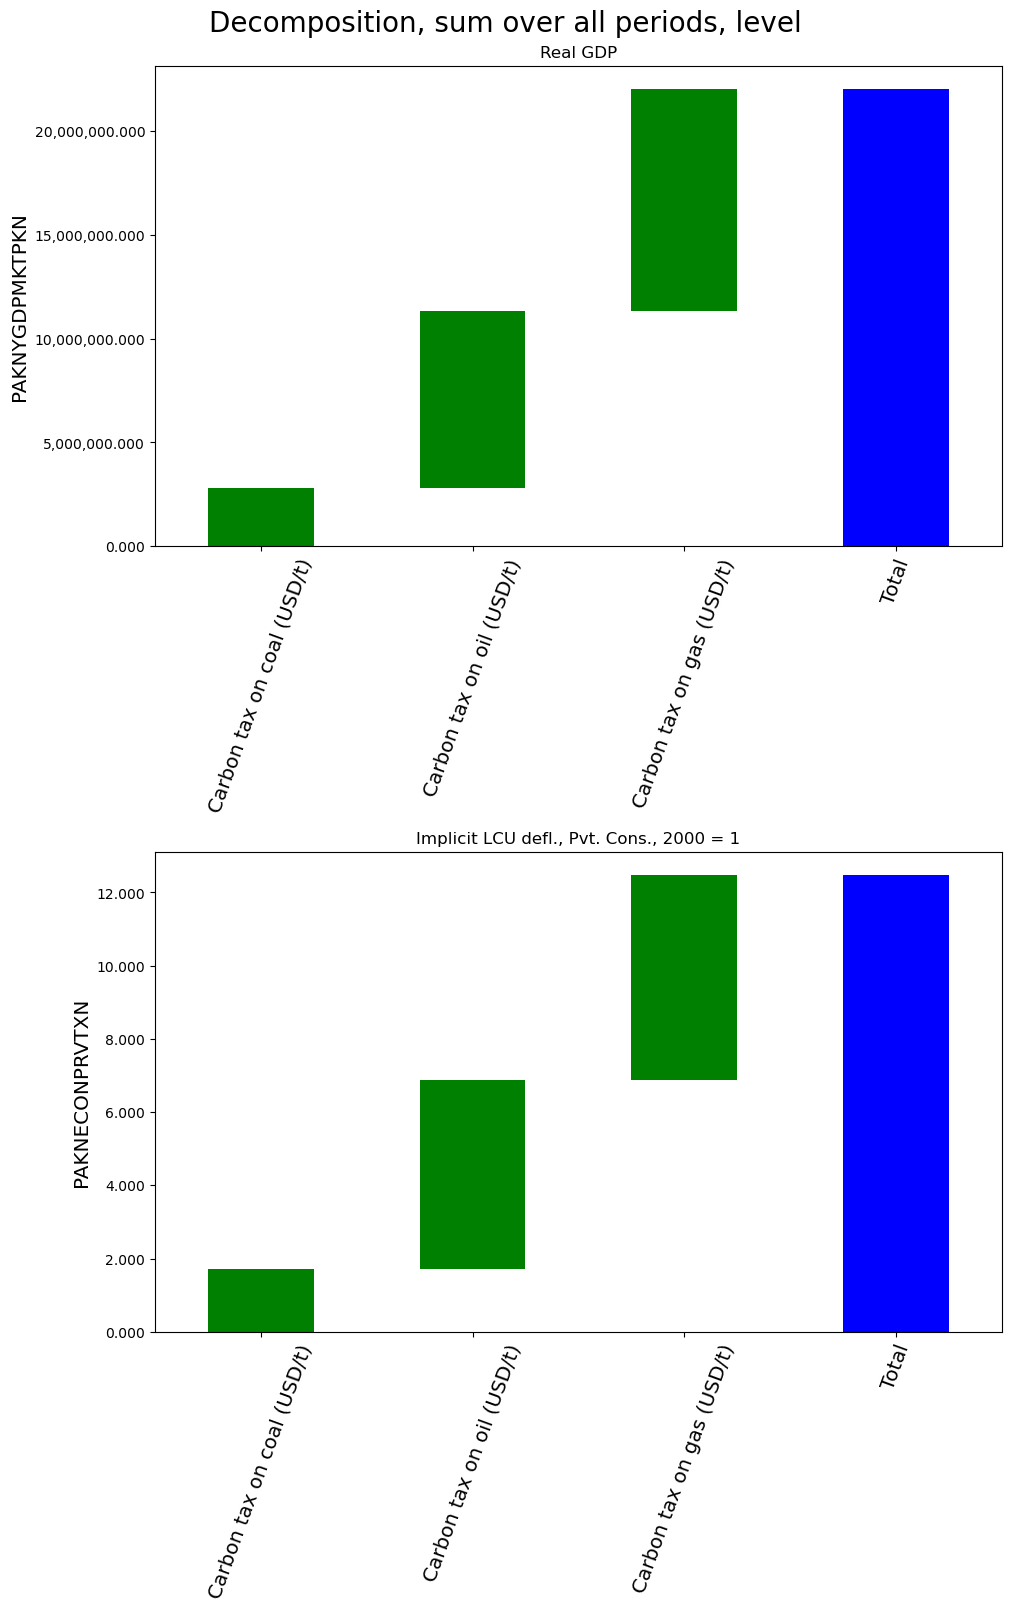 Decomposition, sum over all periods, level
Real GDP
PAKNYGDPMKTPKN
20,000,000.000
15,000,000.000
10,000,000.000
5,000,000.000
0.000
Carbon tax on coal (USD/t)
Carbon tax on oil (USD/t)
Carbon tax on gas (USD/t)
Total
Implicit LCU defl., Pvt. Cons., 2000 = 1
PAKNECONPRVTXN
12.000
10.000
8.000
6.000
4.000
2.000
0.000
Carbon tax on coal (USD/t)
Carbon tax on oil (USD/t)
Carbon tax on gas (USD/t)
Total